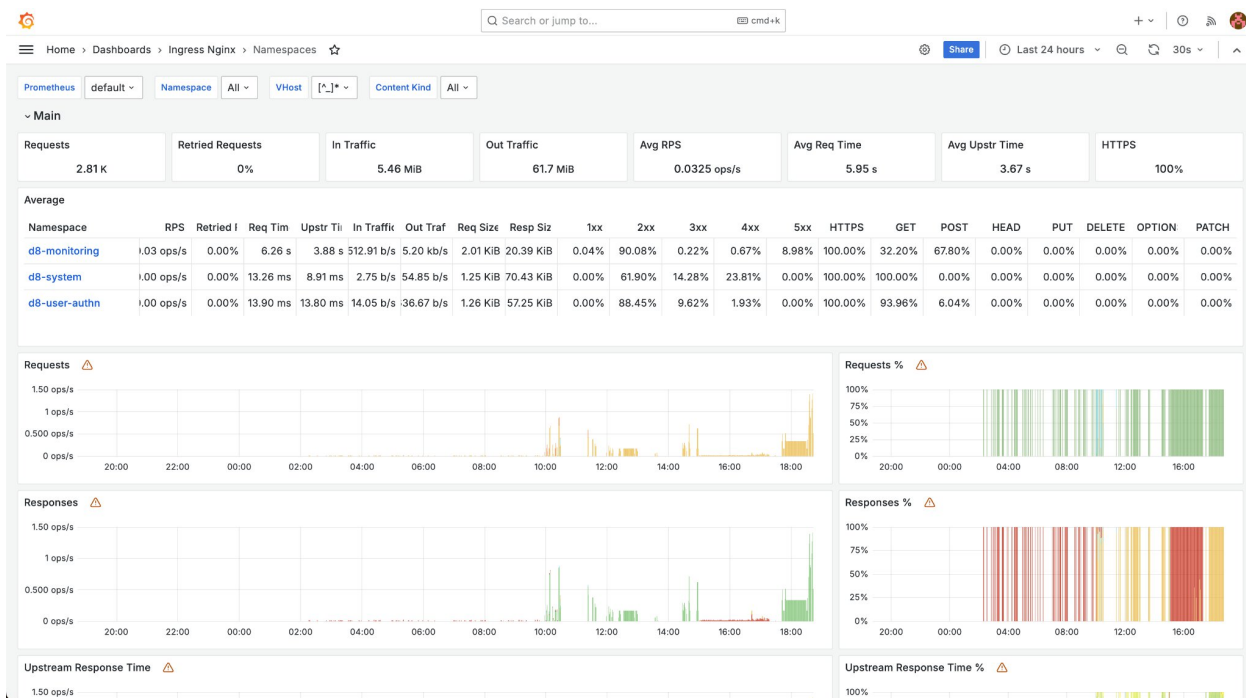 Search or jump to... cmd+k
Home › Dashboards › Ingress Nginx › Namespaces Share Last 24 hours 30s
Prometheus default Namespace All VHost [^_]* Content Kind All
Main
Requests Retried Requests In Traffic Out Traffic Avg RPS Avg Req Time Avg Upstr Time HTTPS
2.81 K 0% 5.46 MiB 61.7 MiB 0.0325 ops/s 5.95 s 3.67 s 100%
Average
Namespace RPS Retried Req Tim Upstr Ti In Traffic Out Traf Req Size Resp Siz 1xx 2xx 3xx 4xx 5xx HTTPS GET POST HEAD PUT DELETE OPTION PATCH
d8-monitoring .03 ops/s 0.00% 6.26 s 3.88 s 512.91 b/s 5.20 kb/s 2.01 KiB 20.39 KiB 0.04% 90.08% 0.22% 0.67% 8.98% 100.00% 32.20% 67.80% 0.00% 0.00% 0.00% 0.00% 0.00%
d8-system .00 ops/s 0.00% 13.26 ms 8.91 ms 2.75 b/s 54.85 b/s 1.25 KiB 70.43 KiB 0.00% 61.90% 14.28% 23.81% 0.00% 100.00% 100.00% 0.00% 0.00% 0.00% 0.00% 0.00% 0.00%
d8-user-authn .00 ops/s 0.00% 13.90 ms 13.80 ms 14.05 b/s 36.67 b/s 1.26 KiB 57.25 KiB 0.00% 88.45% 9.62% 1.93% 0.00% 100.00% 93.96% 6.04% 0.00% 0.00% 0.00% 0.00% 0.00%
Requests Requests %
1.50 ops/s 100%
1 ops/s 75%
0.500 ops/s 50%
25%
0 ops/s 0%
20:00 22:00 00:00 02:00 04:00 06:00 08:00 10:00 12:00 14:00 16:00 18:00 20:00 00:00 04:00 08:00 12:00 16:00
Responses Responses %
1.50 ops/s 100%
1 ops/s 75%
50%
0.500 ops/s 25%
0 ops/s 0%
20:00 22:00 00:00 02:00 04:00 06:00 08:00 10:00 12:00 14:00 16:00 18:00 20:00 00:00 04:00 08:00 12:00 16:00
Upstream Response Time Upstream Response Time %
1.50 ops/s 100%